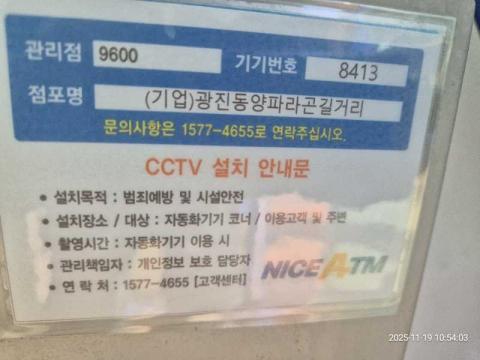 관리점 9600 기기번호 8413
점포명 (기업)광진동양파라곤길거리
문의사항은 1577-4655로 연락주십시오.
CCTV 설치 안내문
• 설치목적 : 범죄예방 및 시설안전
• 설치장소 / 대상 : 자동화기기 코너 / 이용고객 및 주변
• 촬영시간 : 자동화기기 이용 시
• 관리책임자 : 개인정보 보호 담당자
• 연 락 처 : 1577-4655 [고객센터]
NICE ATM
2025-11-19 10:54:03